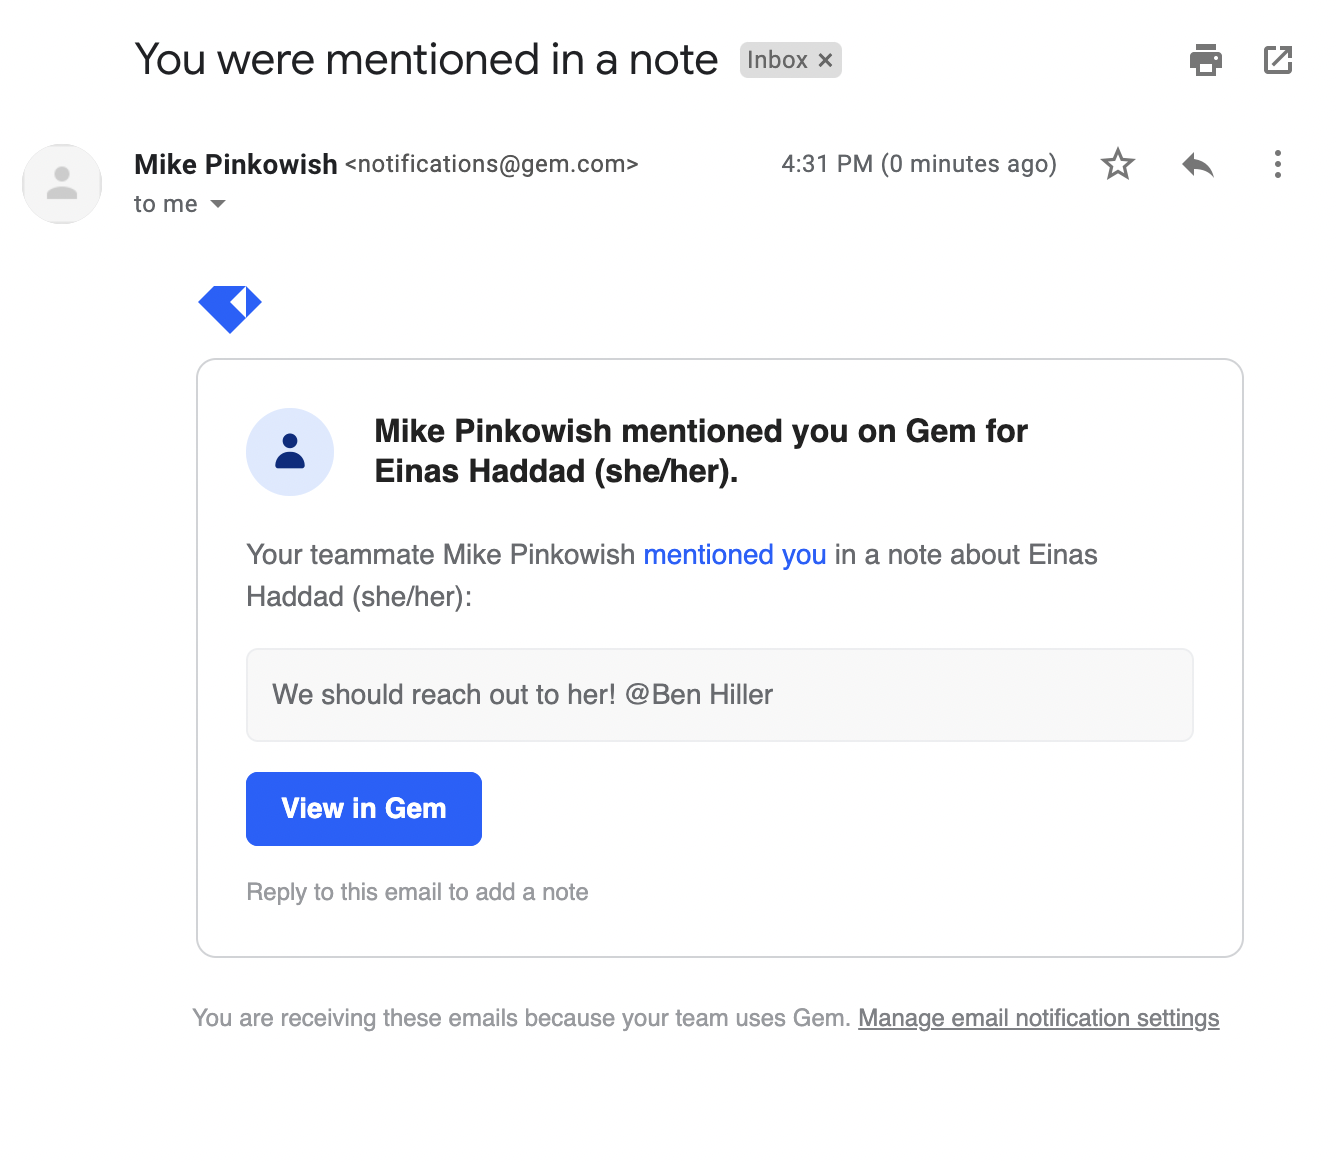 You were mentioned in a note Inbox ×
Mike Pinkowish <notifications@gem.com> 4:31 PM (0 minutes ago)
to me
Mike Pinkowish mentioned you on Gem for
Einas Haddad (she/her).
Your teammate Mike Pinkowish mentioned you in a note about Einas
Haddad (she/her):
We should reach out to her! @Ben Hiller
View in Gem
Reply to this email to add a note
You are receiving these emails because your team uses Gem. Manage email notification settings